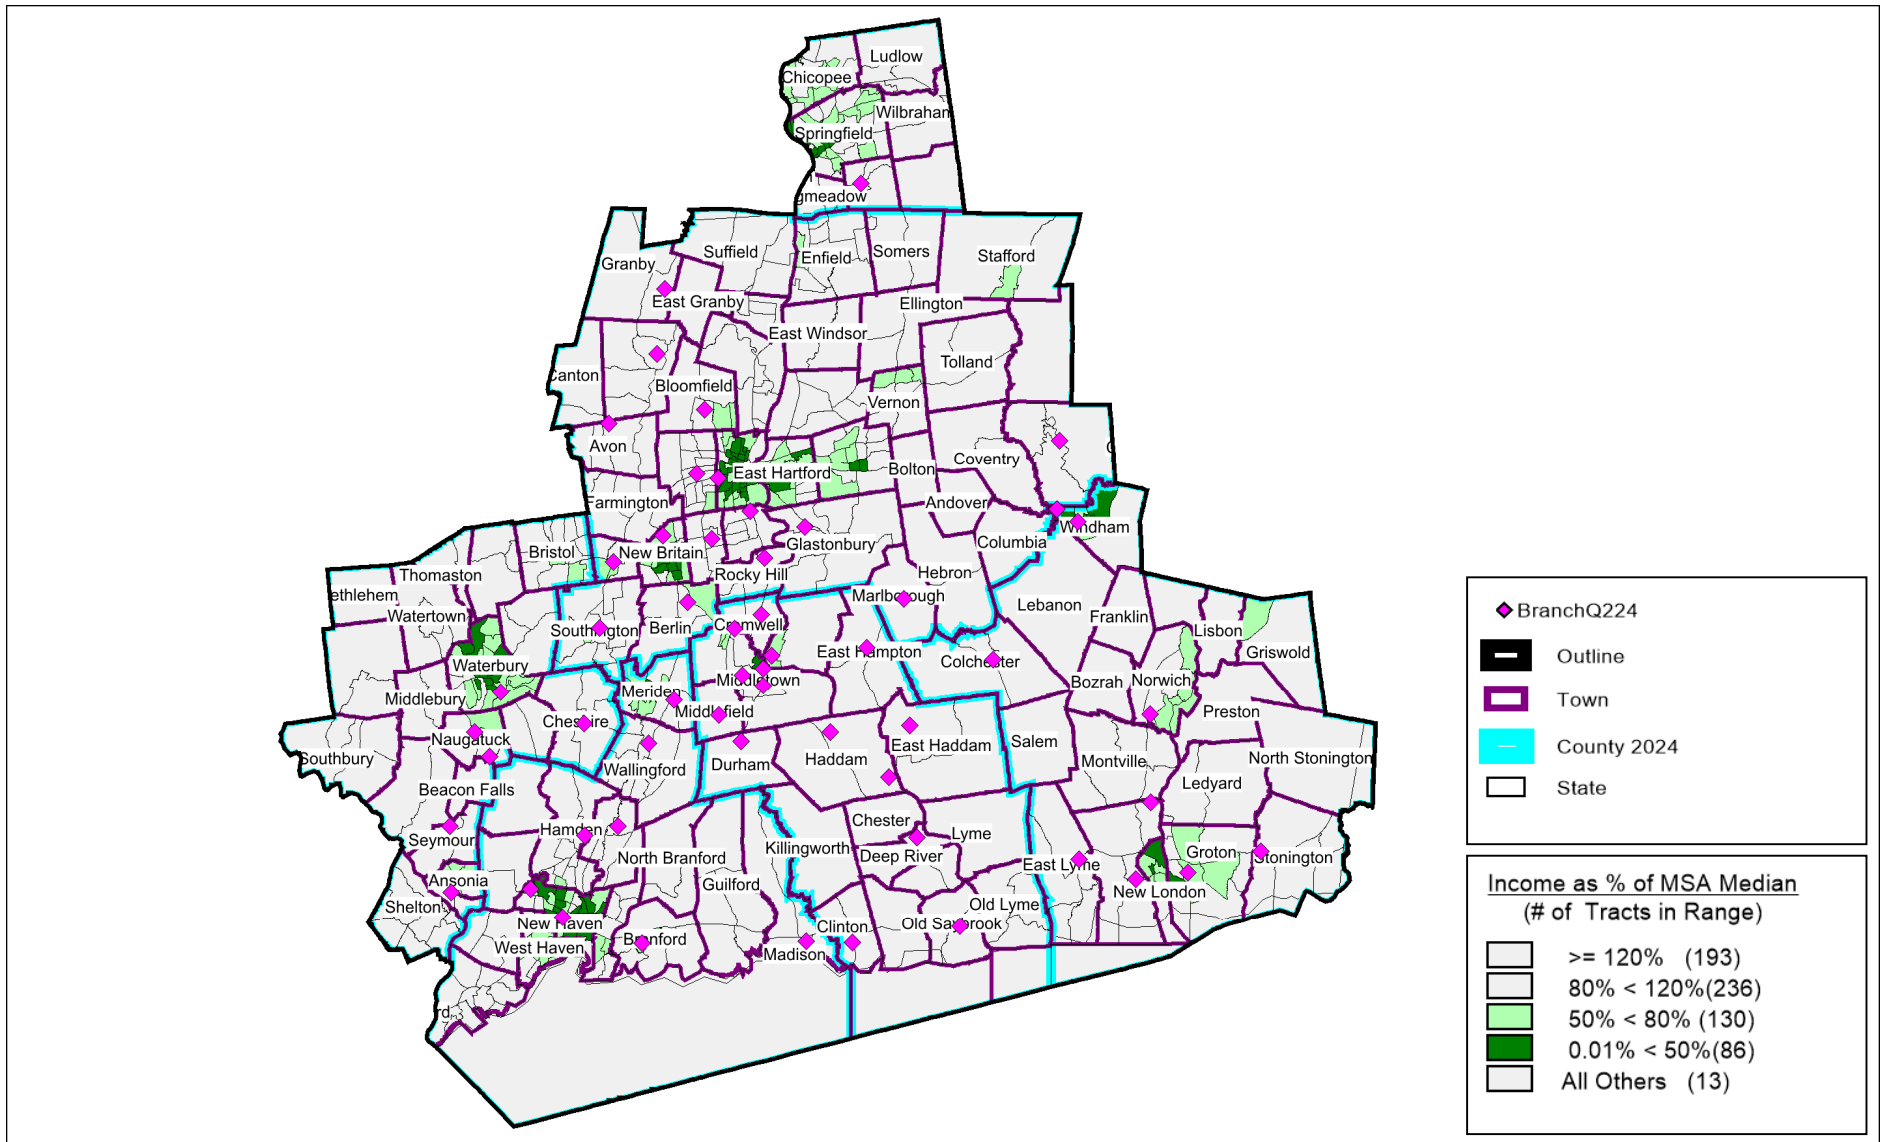 Ludlow
Chicopee
Wilbraham
Springfield
gmeadow
Suffield
Enfield
Somers
Stafford
Granby
East Granby
Ellington
East Windsor
Tolland
Canton
Bloomfield
Vernon
Avon
Coventry
Bolton
East Hartford
Farmington
Andover
Windham
Columbia
Glastonbury
Bristol
New Britain
Rocky Hill
Hebron
Thomaston
ethlehem
Marlborough
Lebanon
Watertown
Franklin
Southington
Berlin
Cromwell
Lisbon
East Hampton
Griswold
Waterbury
Colchester
Middletown
Bozrah
Norwich
Middlebury
Meriden
Middlefield
Preston
Cheshire
Naugatuck
East Haddam
Salem
Southbury
Haddam
North Stonington
Durham
Montville
Wallingford
Ledyard
Beacon Falls
Chester
Hamden
Lyme
Seymour
Killingworth
Deep River
Groton
Stonington
North Branford
East Lyme
Ansonia
Guilford
New London
Shelton
Old Lyme
New Haven
Clinton
Old Saybrook
West Haven
Branford
Madison
rd
BranchQ224
Outline
Town
County 2024
State
Income as % of MSA Median
(# of Tracts in Range)
>= 120% (193)
80% < 120%(236)
50% < 80% (130)
0.01% < 50%(86)
All Others (13)